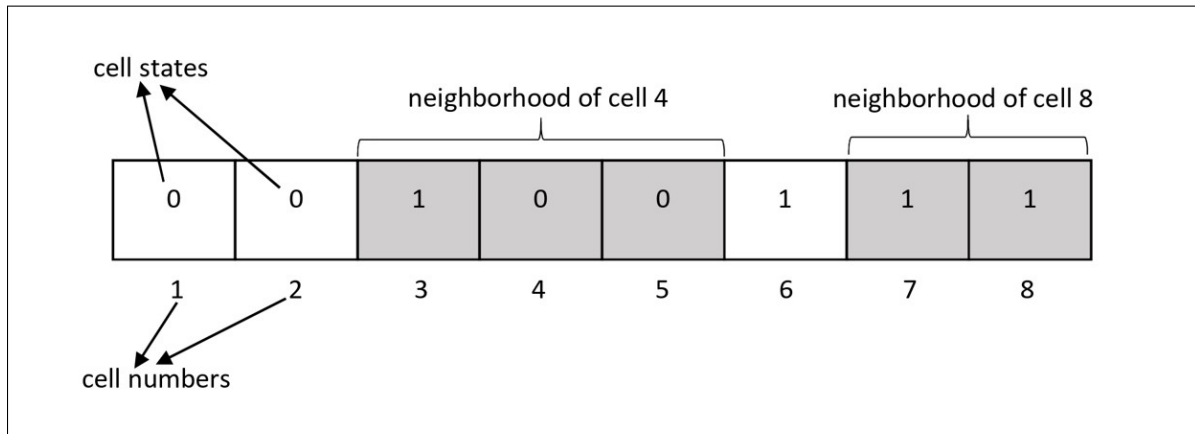 cell states
neighborhood of cell 4
neighborhood of cell 8
0 0 1 0 0 1 1 1
1 2 3 4 5 6 7 8
cell numbers